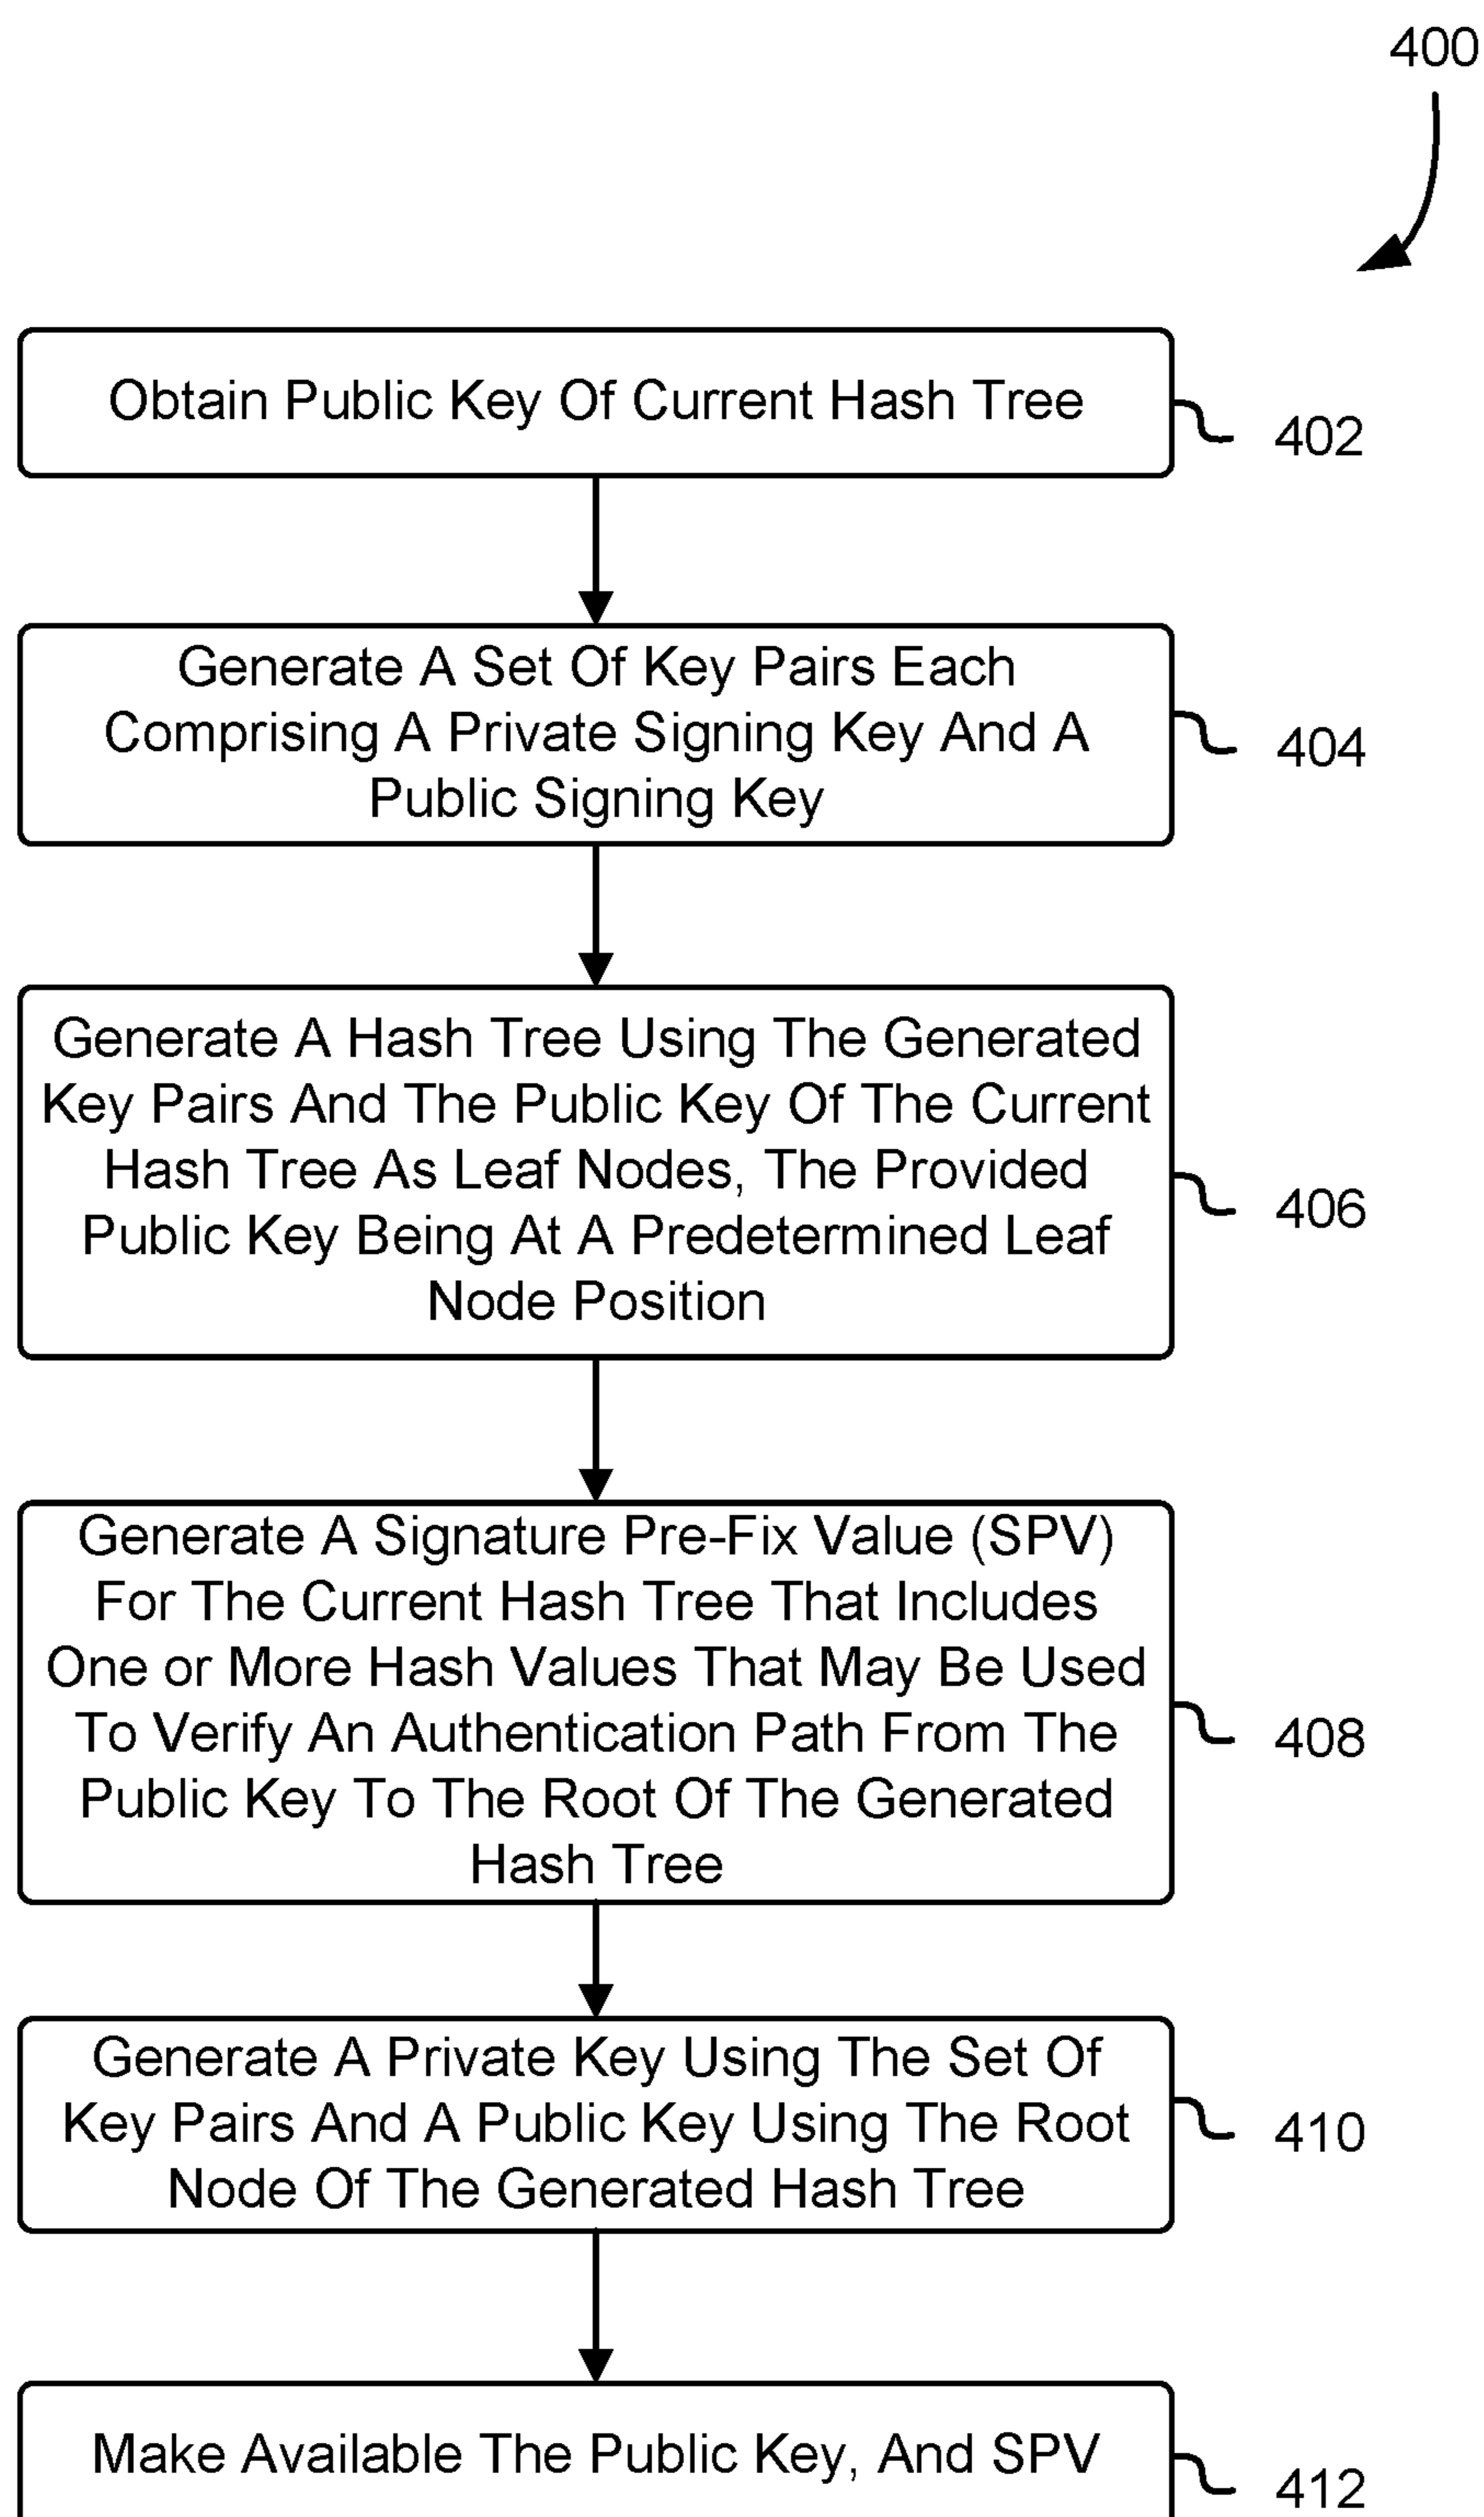 400
Obtain Public Key Of Current Hash Tree
402
Generate A Set Of Key Pairs Each
Comprising A Private Signing Key And A
Public Signing Key
404
Generate A Hash Tree Using The Generated
Key Pairs And The Public Key Of The Current
Hash Tree As Leaf Nodes, The Provided
Public Key Being At A Predetermined Leaf
Node Position
406
Generate A Signature Pre-Fix Value (SPV)
For The Current Hash Tree That Includes
One or More Hash Values That May Be Used
To Verify An Authentication Path From The
Public Key To The Root Of The Generated
Hash Tree
408
Generate A Private Key Using The Set Of
Key Pairs And A Public Key Using The Root
Node Of The Generated Hash Tree
410
Make Available The Public Key, And SPV
412